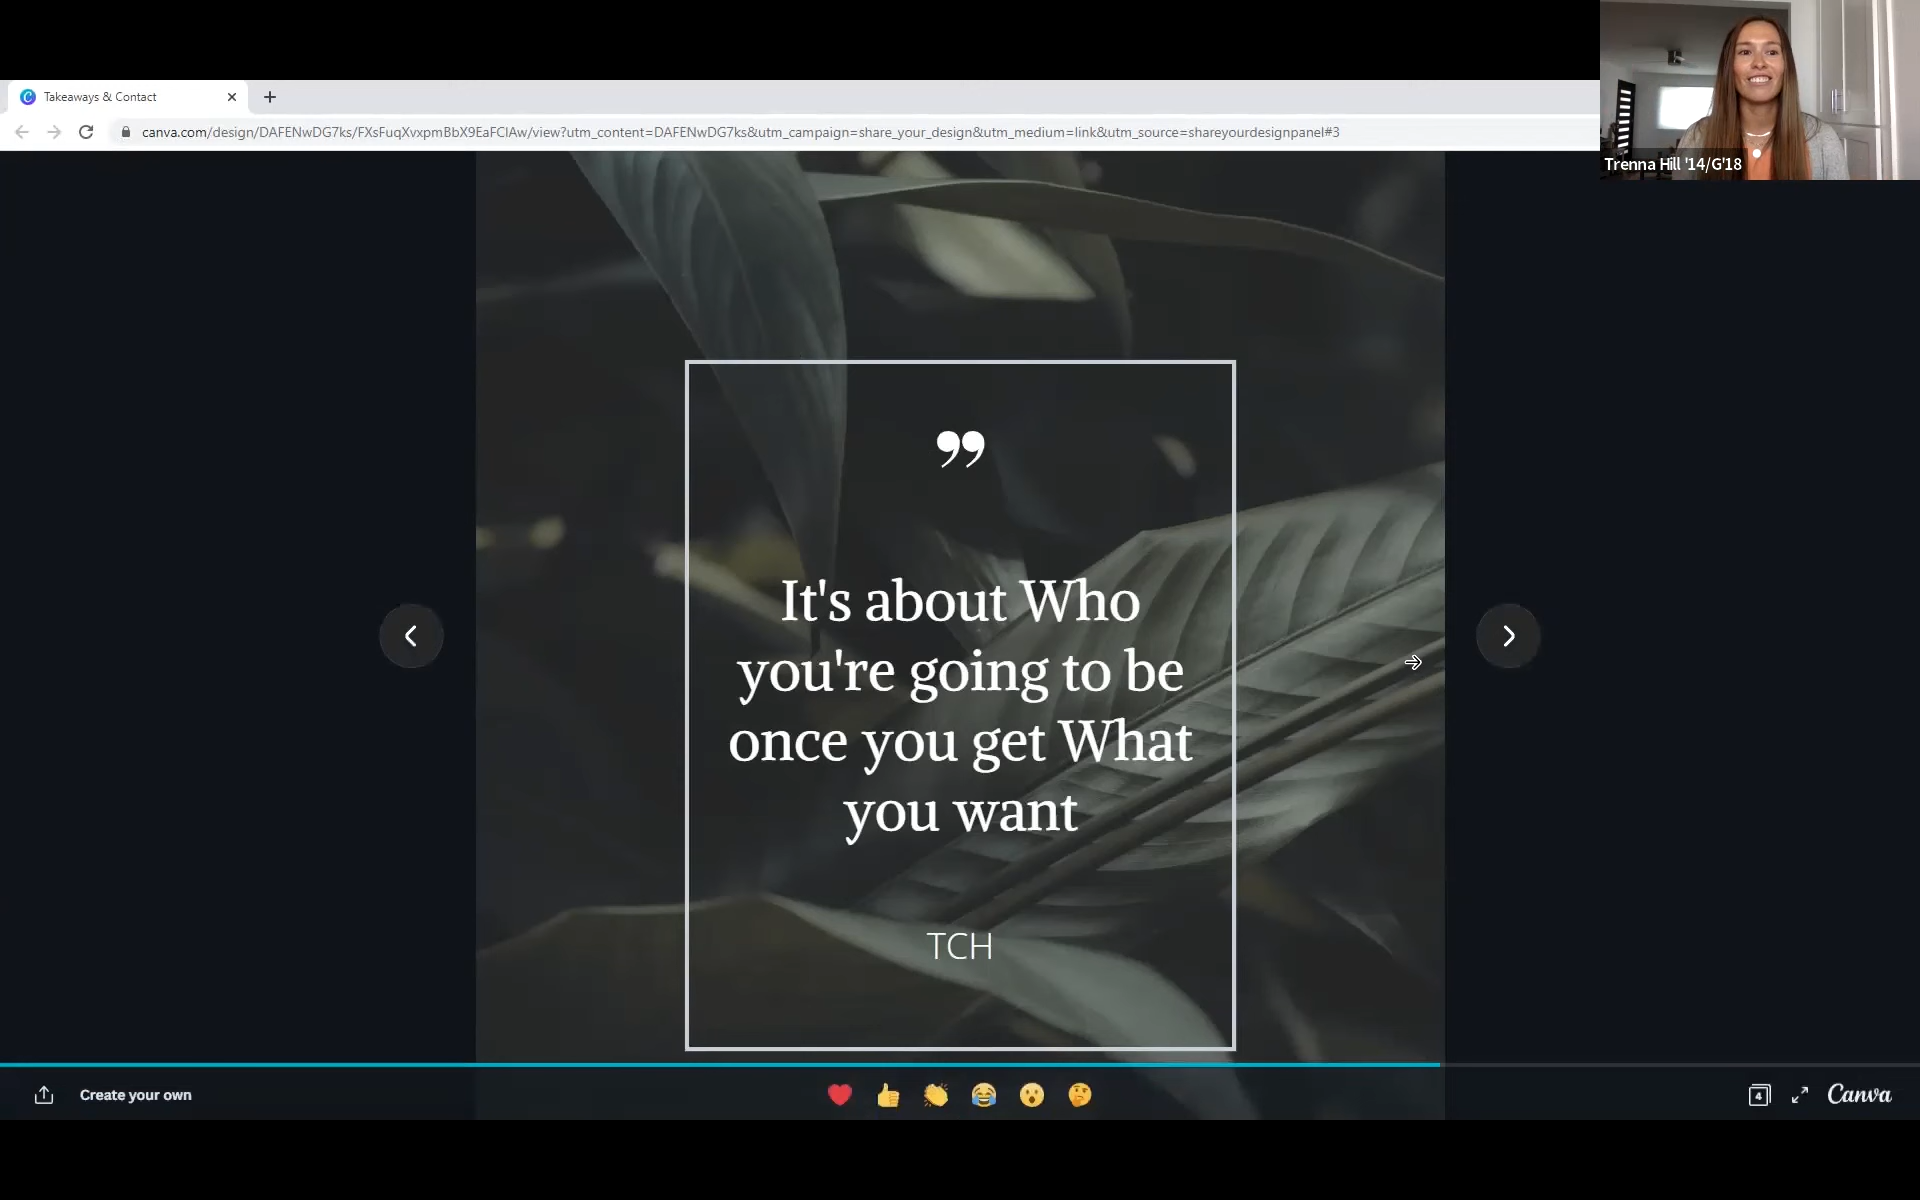 Takeaways & Contact
canva.com/design/DAFENwDG7ks/FXsFuqXvxpmBbX9EaFClAw/view?utm_content=DAFENwDG7ks&utm_campaign=share_your_design&utm_medium=link&utm_source=shareyourdesignpanel#3
Trenna Hill '14/G'18
”
It's about Who
you're going to be
once you get What
you want
TCH
Create your own
4
Canva